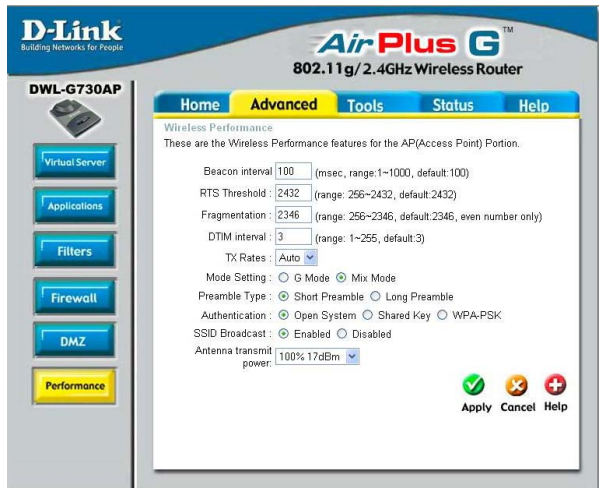 D-Link
Building Networks for People
AirPlus G™
802.11g/2.4GHz Wireless Router
DWL-G730AP
Home Advanced Tools Status Help
Virtual Server
Applications
Filters
Firewall
DMZ
Performance
Wireless Performance
These are the Wireless Performance features for the AP(Access Point) Portion.
Beacon interval 100 (msec, range:1~1000, default:100)
RTS Threshold : 2432 (range: 256~2432, default:2432)
Fragmentation : 2346 (range: 256~2346, default:2346, even number only)
DTIM interval : 3 (range: 1~255, default:3)
TX Rates : Auto
Mode Setting : G Mode Mix Mode
Preamble Type : Short Preamble Long Preamble
Authentication : Open System Shared Key WPA-PSK
SSID Broadcast : Enabled Disabled
Antenna transmit
power: 100% 17dBm
Apply Cancel Help